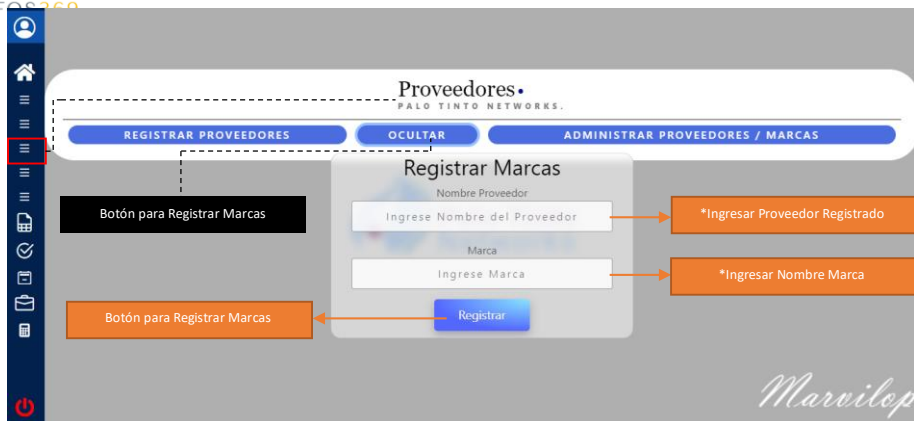 Proveedores•
PALO TINTO NETWORKS.
REGISTRAR PROVEEDORES
OCULTAR
ADMINISTRAR PROVEEDORES / MARCAS
Registrar Marcas
Nombre Proveedor
Botón para Registrar Marcas
Ingrese Nombre del Proveedor
*Ingresar Proveedor Registrado
Marca
Ingrese Marca
*Ingresar Nombre Marca
Botón para Registrar Marcas
Registrar
Marvilop